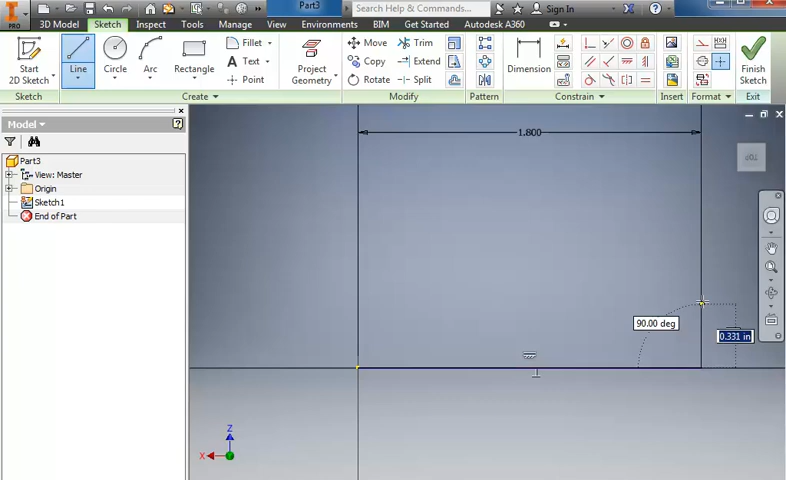 Part3
Search Help & Commands...
Sign In
PRO
3D Model
Sketch
Inspect
Tools
Manage
View
Environments
BIM
Get Started
Autodesk A360
Start
2D Sketch
Line
Circle
Arc
Rectangle
Fillet
Text
Point
Project
Geometry
Move
Copy
Rotate
Trim
Extend
Split
Dimension
Finish
Sketch
Sketch
Create
Modify
Pattern
Constrain
Insert
Format
Exit
Model
Part3
View: Master
Origin
Sketch1
End of Part
1.800
TOP
90.00 deg
0.331 in
Z
X